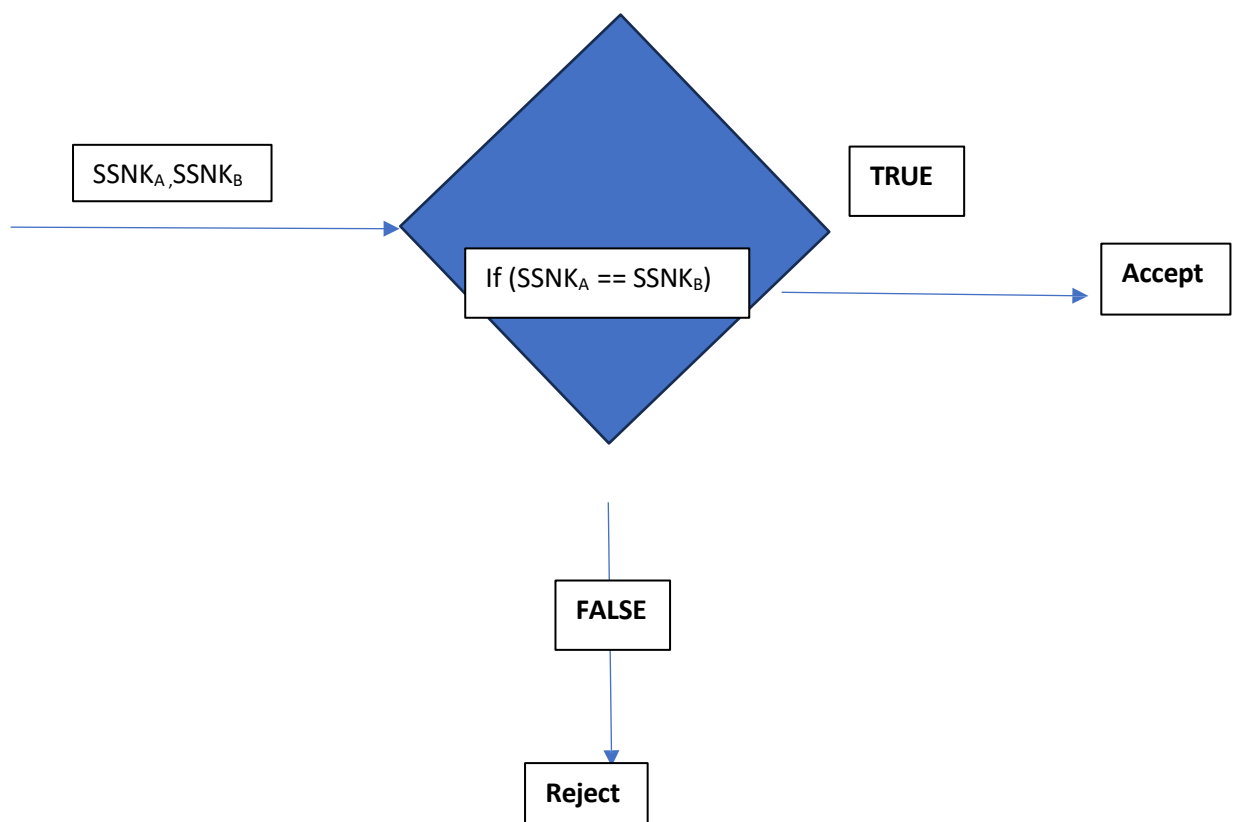 SSNKA,SSNKB
TRUE
If (SSNKA == SSNKB)
Accept
FALSE
Reject